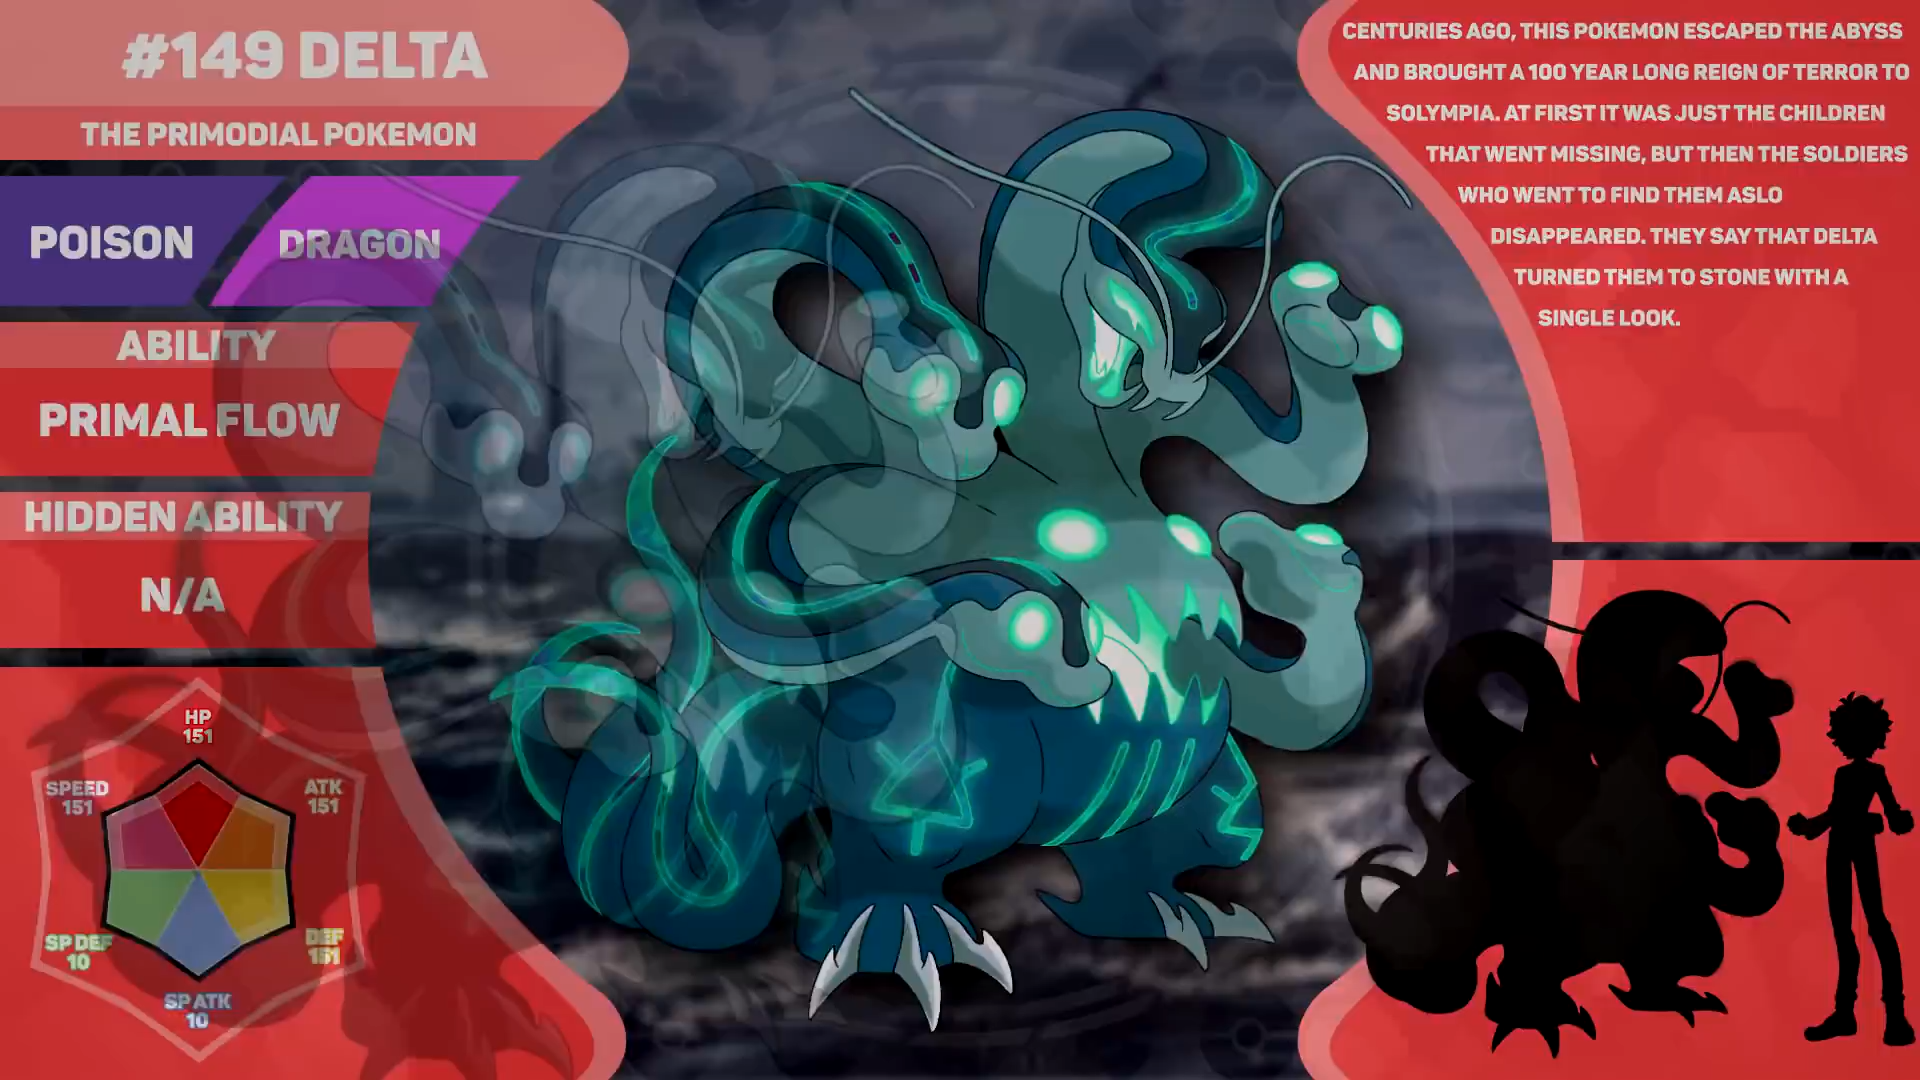 #149 DELTA
THE PRIMODIAL POKEMON
POISON
DRAGON
ABILITY
PRIMAL FLOW
HIDDEN ABILITY
N/A
HP
151
SPEED
151
ATK
151
SP DEF
10
DEF
151
SP ATK
10
CENTURIES AGO, THIS POKEMON ESCAPED THE ABYSS
AND BROUGHT A 100 YEAR LONG REIGN OF TERROR TO
SOLYMPIA. AT FIRST IT WAS JUST THE CHILDREN
THAT WENT MISSING, BUT THEN THE SOLDIERS
WHO WENT TO FIND THEM ASLO
DISAPPEARED. THEY SAY THAT DELTA
TURNED THEM TO STONE WITH A
SINGLE LOOK.